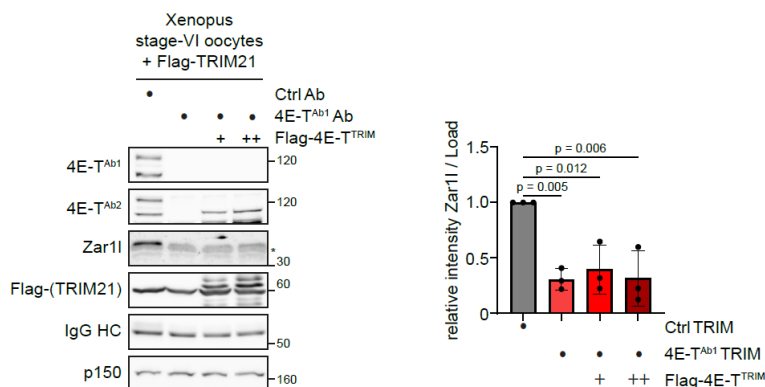 Xenopus
stage-VI oocytes
+ Flag-TRIM21
• Ctrl Ab
• • • 4E-T^Ab1 Ab
+ ++ Flag-4E-T^TRIM
4E-T^Ab1 120
4E-T^Ab2 120
Zar1l *
30
Flag-(TRIM21) 60
IgG HC
50
p150
160
relative intensity Zar1l / Load
1.5
1.0
0.5
0
p = 0.006
p = 0.012
p = 0.005
• Ctrl TRIM
• • • 4E-T^Ab1 TRIM
+ ++ Flag-4E-T^TRIM